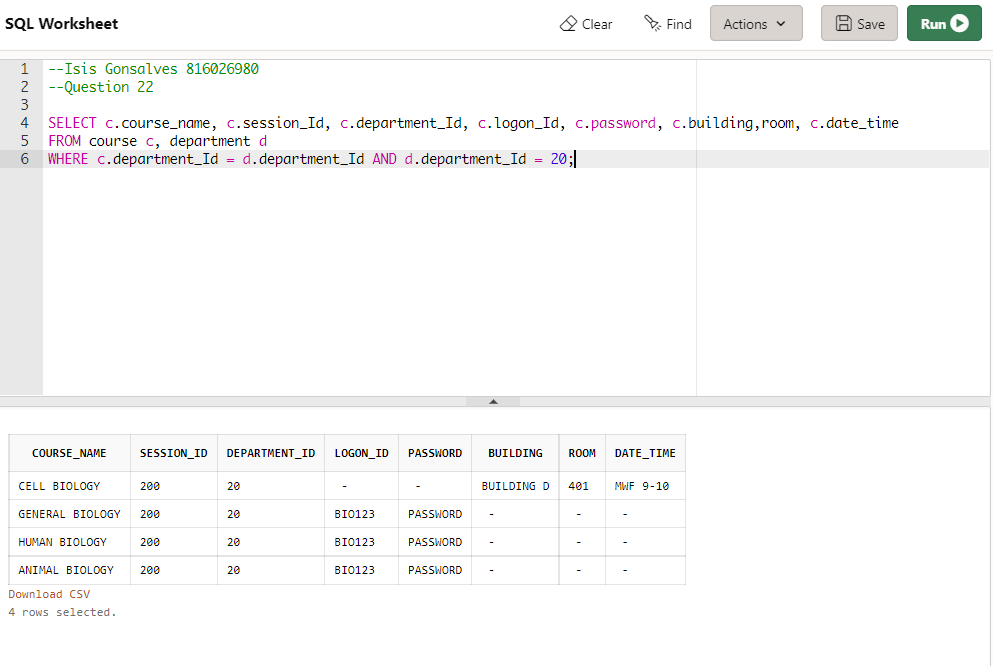 SQL Worksheet
Clear
Find
Actions
Save
Run
1 --Isis Gonsalves 816026980
2 --Question 22
3
4 SELECT c.course_name, c.session_Id, c.department_Id, c.logon_Id, c.password, c.building,room, c.date_time
5 FROM course c, department d
6 WHERE c.department_Id = d.department_Id AND d.department_Id = 20;
COURSE_NAME SESSION_ID DEPARTMENT_ID LOGON_ID PASSWORD BUILDING ROOM DATE_TIME
CELL BIOLOGY 200 20 - - BUILDING D 401 MWF 9-10
GENERAL BIOLOGY 200 20 BIO123 PASSWORD - - -
HUMAN BIOLOGY 200 20 BIO123 PASSWORD - - -
ANIMAL BIOLOGY 200 20 BIO123 PASSWORD - - -
Download CSV
4 rows selected.